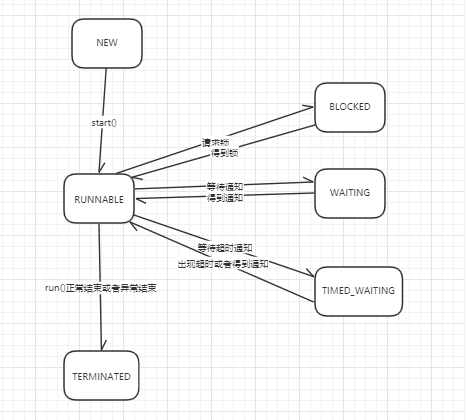 NEW
start()
BLOCKED
请求锁
得到锁
RUNNABLE
等待通知
得到通知
WAITING
等待超时通知
出现超时或者得到通知
TIMED_WAITING
run()正常结束或者异常结束
TERMINATED